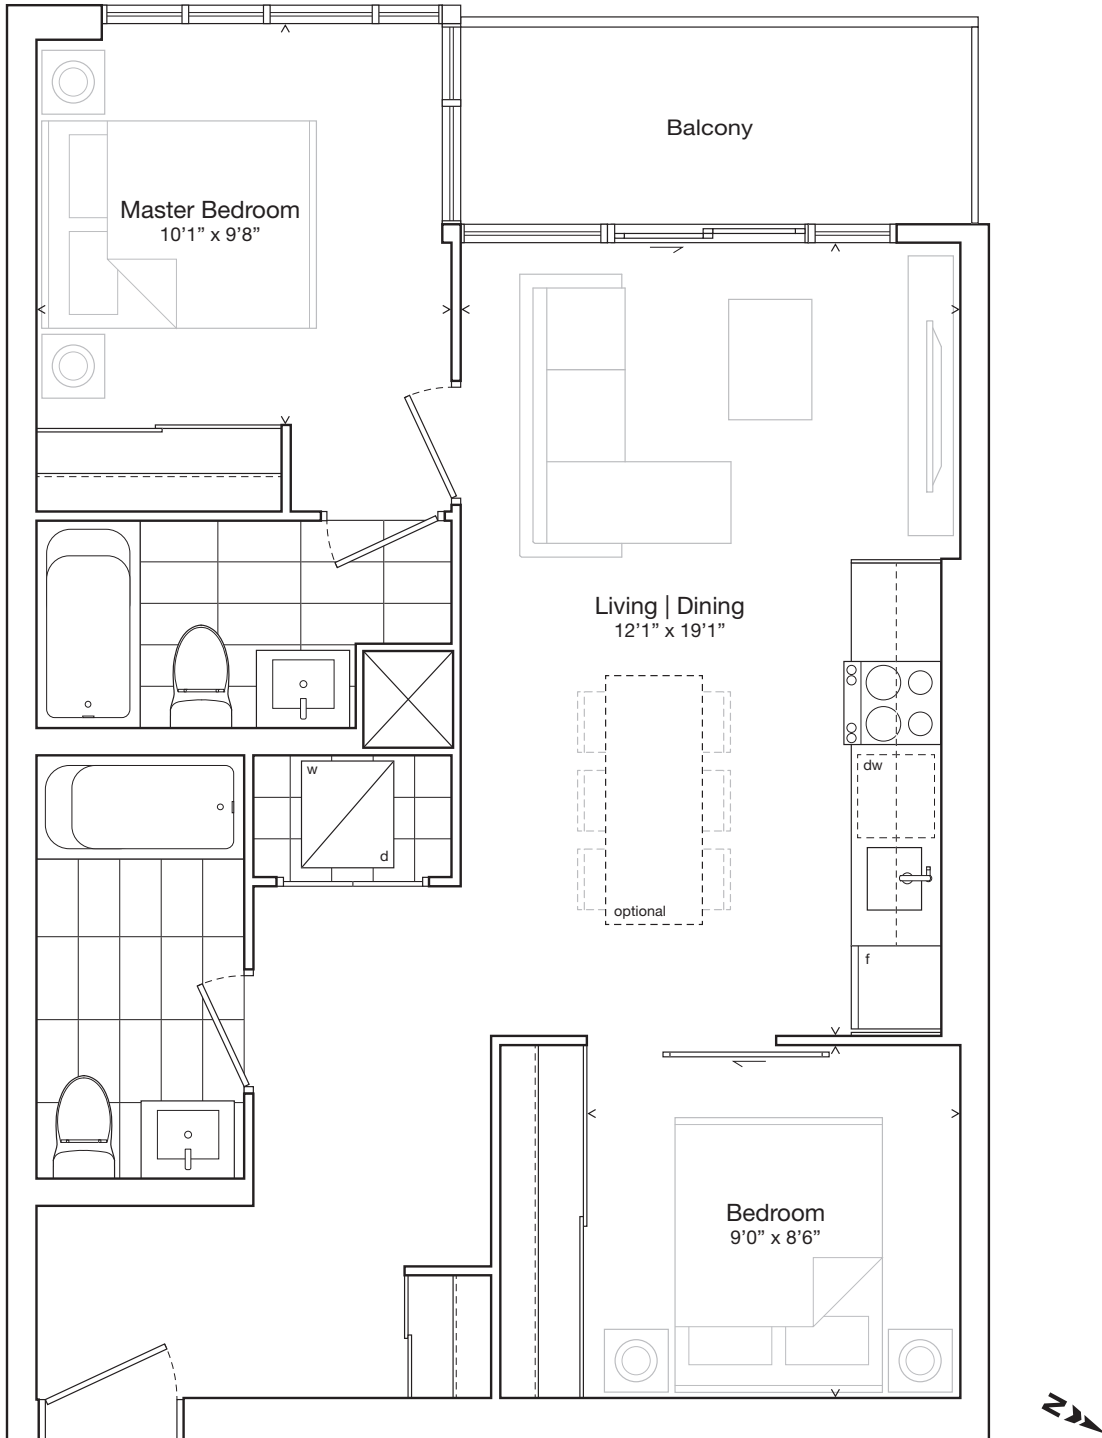 Balcony
Master Bedroom
10’1” x 9’8”
Living | Dining
12’1” x 19’1”
w
d
dw
optional
f
Bedroom
9’0” x 8’6”
N